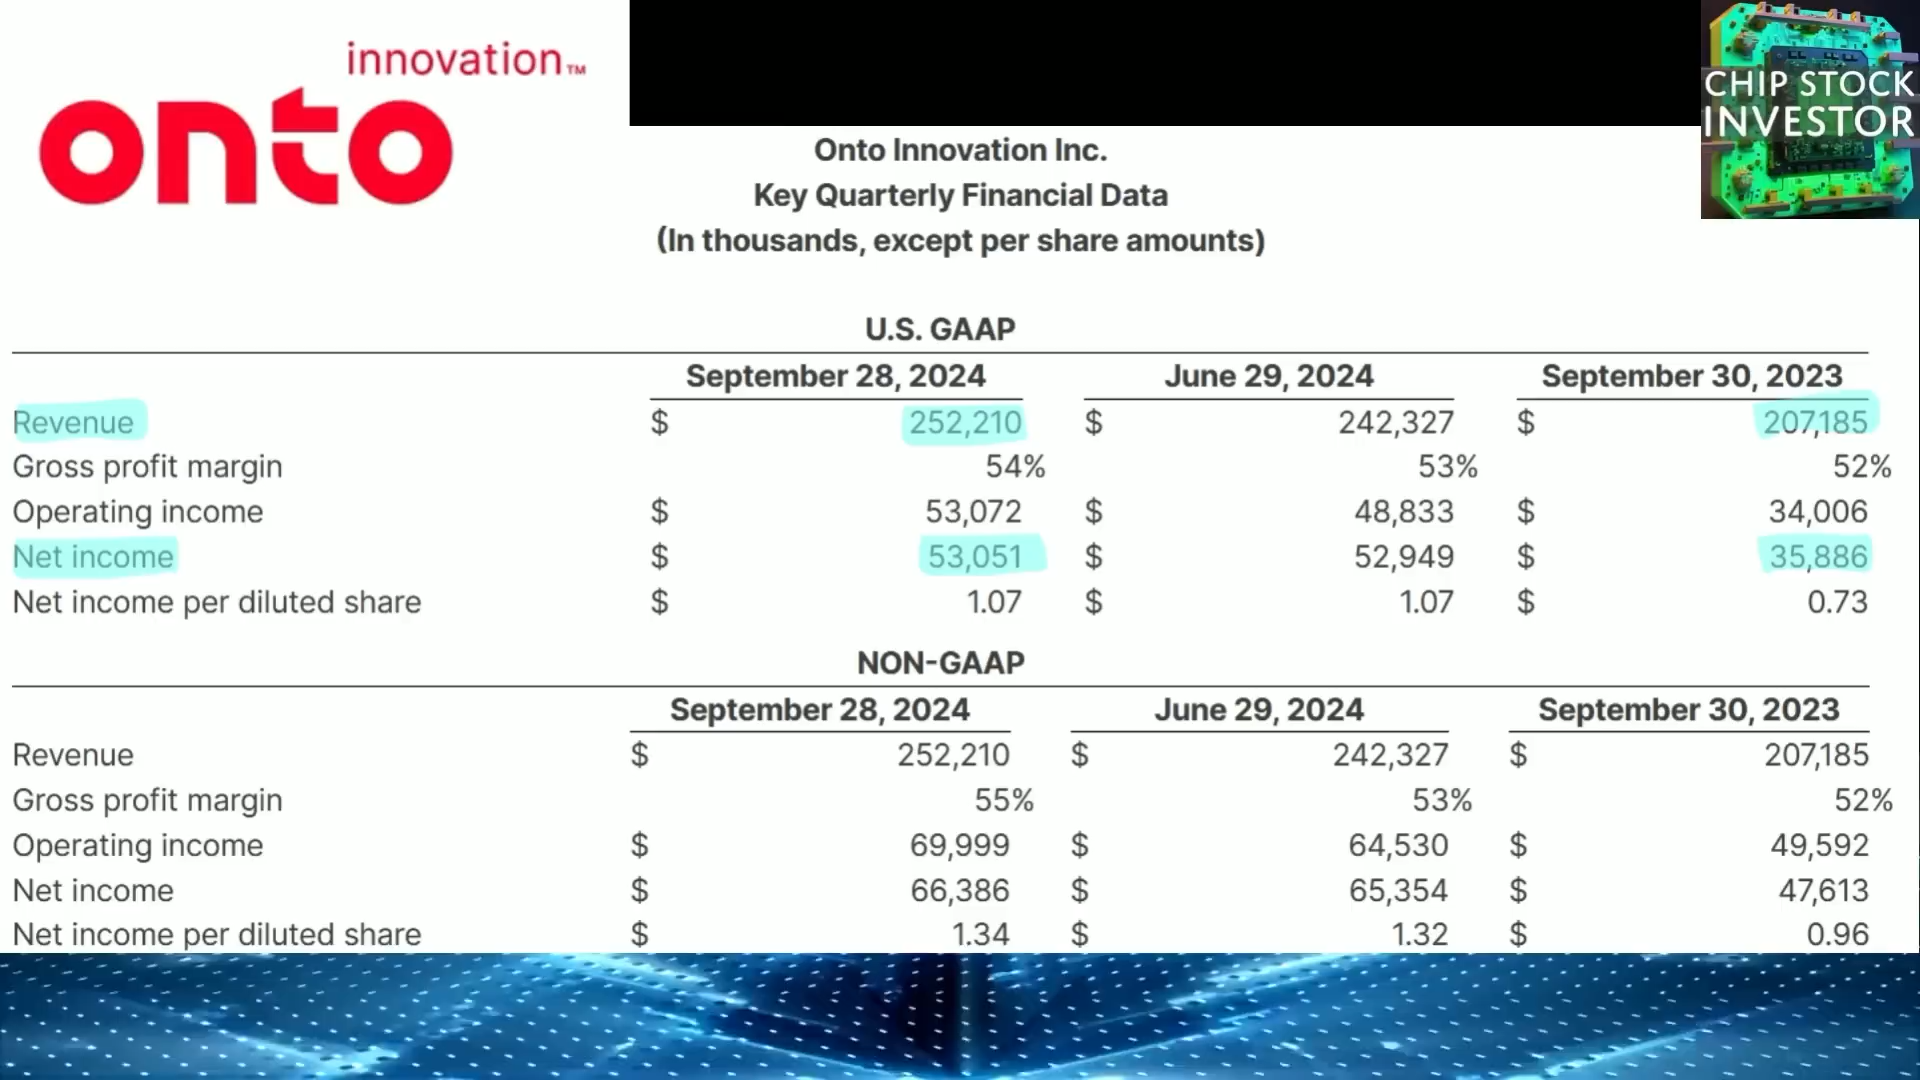 innovation™
onto
CHIP STOCK
INVESTOR
Onto Innovation Inc.
Key Quarterly Financial Data
(In thousands, except per share amounts)
U.S. GAAP
September 28, 2024 June 29, 2024 September 30, 2023
Revenue $ 252,210 $ 242,327 $ 207,185
Gross profit margin 54% 53% 52%
Operating income $ 53,072 $ 48,833 $ 34,006
Net income $ 53,051 $ 52,949 $ 35,886
Net income per diluted share $ 1.07 $ 1.07 $ 0.73
NON-GAAP
September 28, 2024 June 29, 2024 September 30, 2023
Revenue $ 252,210 $ 242,327 $ 207,185
Gross profit margin 55% 53% 52%
Operating income $ 69,999 $ 64,530 $ 49,592
Net income $ 66,386 $ 65,354 $ 47,613
Net income per diluted share $ 1.34 $ 1.32 $ 0.96